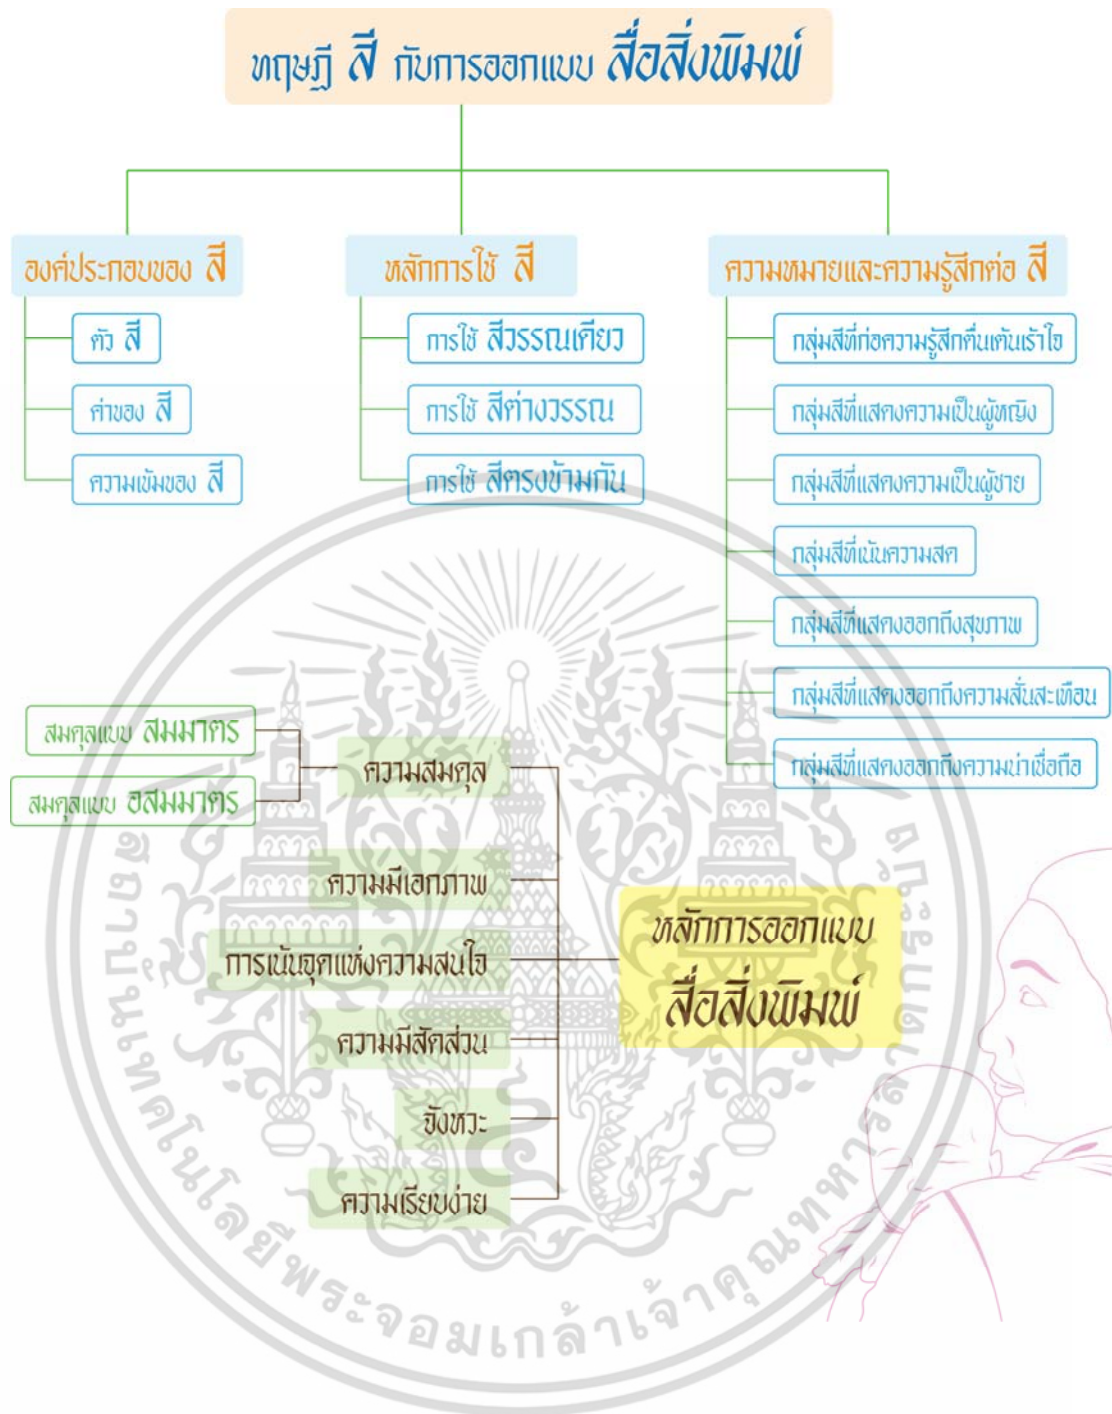 ทฤษฎี สี กับการออกแบบ สื่อสิ่งพิมพ์
องค์ประกอบของ สี
ตัว สี
ค่าของ สี
ความเข้มของ สี
หลักการใช้ สี
การใช้ สีวรรณเดียว
การใช้ สีต่างวรรณ
การใช้ สีตรงข้ามกัน
ความหมายและความรู้สึกต่อ สี
กลุ่มสีที่ก่อความรู้สึกตื่นเต้นเร้าใจ
กลุ่มสีที่แสดงความเป็นผู้หญิง
กลุ่มสีที่แสดงความเป็นผู้ชาย
กลุ่มสีที่เน้นความสด
กลุ่มสีที่แสดงออกถึงสุขภาพ
กลุ่มสีที่แสดงออกถึงความสั่นสะเทือน
กลุ่มสีที่แสดงออกถึงความน่าเชื่อถือ
หลักการออกแบบ
สื่อสิ่งพิมพ์
ความสมดุล
สมดุลแบบ สมมาตร
สมดุลแบบ อสมมาตร
ความมีเอกภาพ
การเน้นจุดแห่งความสนใจ
ความมีสัดส่วน
จังหวะ
ความเรียบง่าย
สถาบันเทคโนโลยีพระจอมเกล้าเจ้าคุณทหารลาดกระบัง